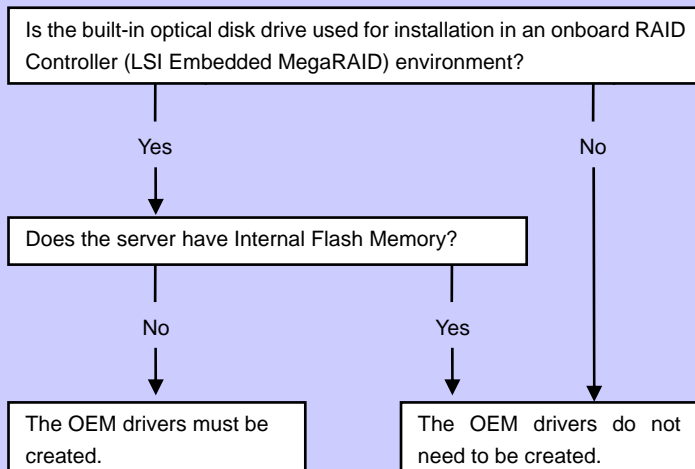 Is the built-in optical disk drive used for installation in an onboard RAID
Controller (LSI Embedded MegaRAID) environment?
Yes
No
Does the server have Internal Flash Memory?
No
Yes
The OEM drivers must be
created.
The OEM drivers do not
need to be created.